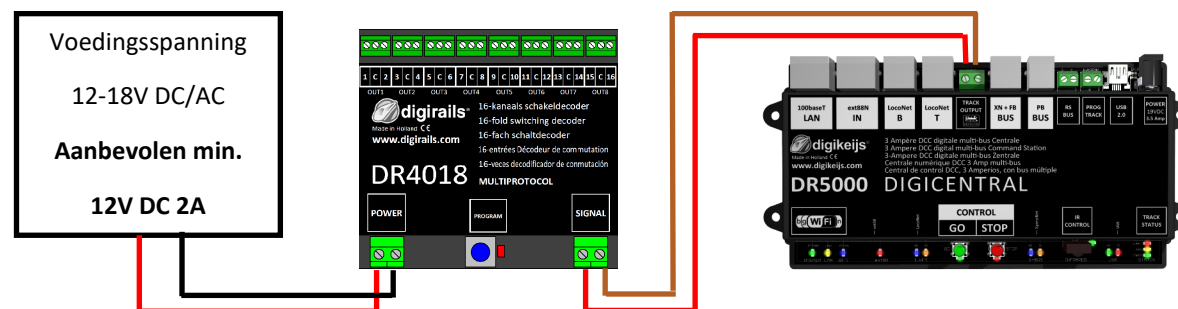 Voedingsspanning
12-18V DC/AC
Aanbevolen min.
12V DC 2A
1 C 2 3 C 4 5 C 6 7 C 8 9 C 10 11 C 12 13 C 14 15 C 16
OUT1 OUT2 OUT3 OUT4 OUT5 OUT6 OUT7 OUT8
digirails
Made in Holland CE
www.digirails.com
16-kanaals schakeldecoder
16-fold switching decoder
16-fach schaltdecoder
16-entrées Décodeur de commutation
16-veces decodificador de conmutación
DR4018 MULTIPROTOCOL
POWER
PROGRAM
SIGNAL
100baseT
LAN
ext88N
IN
LocoNet
B
LocoNet
T
TRACK
OUTPUT
XN + FB
BUS
PB
BUS
RS
BUS
PROG
TRACK
USB
2.0
POWER
19VDC
3.5 Amp
digikeijs
Made in Holland CE
www.digikeijs.com
3 Ampère DCC digitale multi-bus Centrale
3 Ampere DCC digital multi-bus Command Station
3-Ampere DCC digitale multi-bus Zentrale
Centrale numérique DCC 3 Amp multi-bus
Central de control DCC, 3 Amperios, con bus múltiple
DR5000 DIGICENTRAL
WiFi
CONTROL
GO STOP
IR
CONTROL
TRACK
STATUS